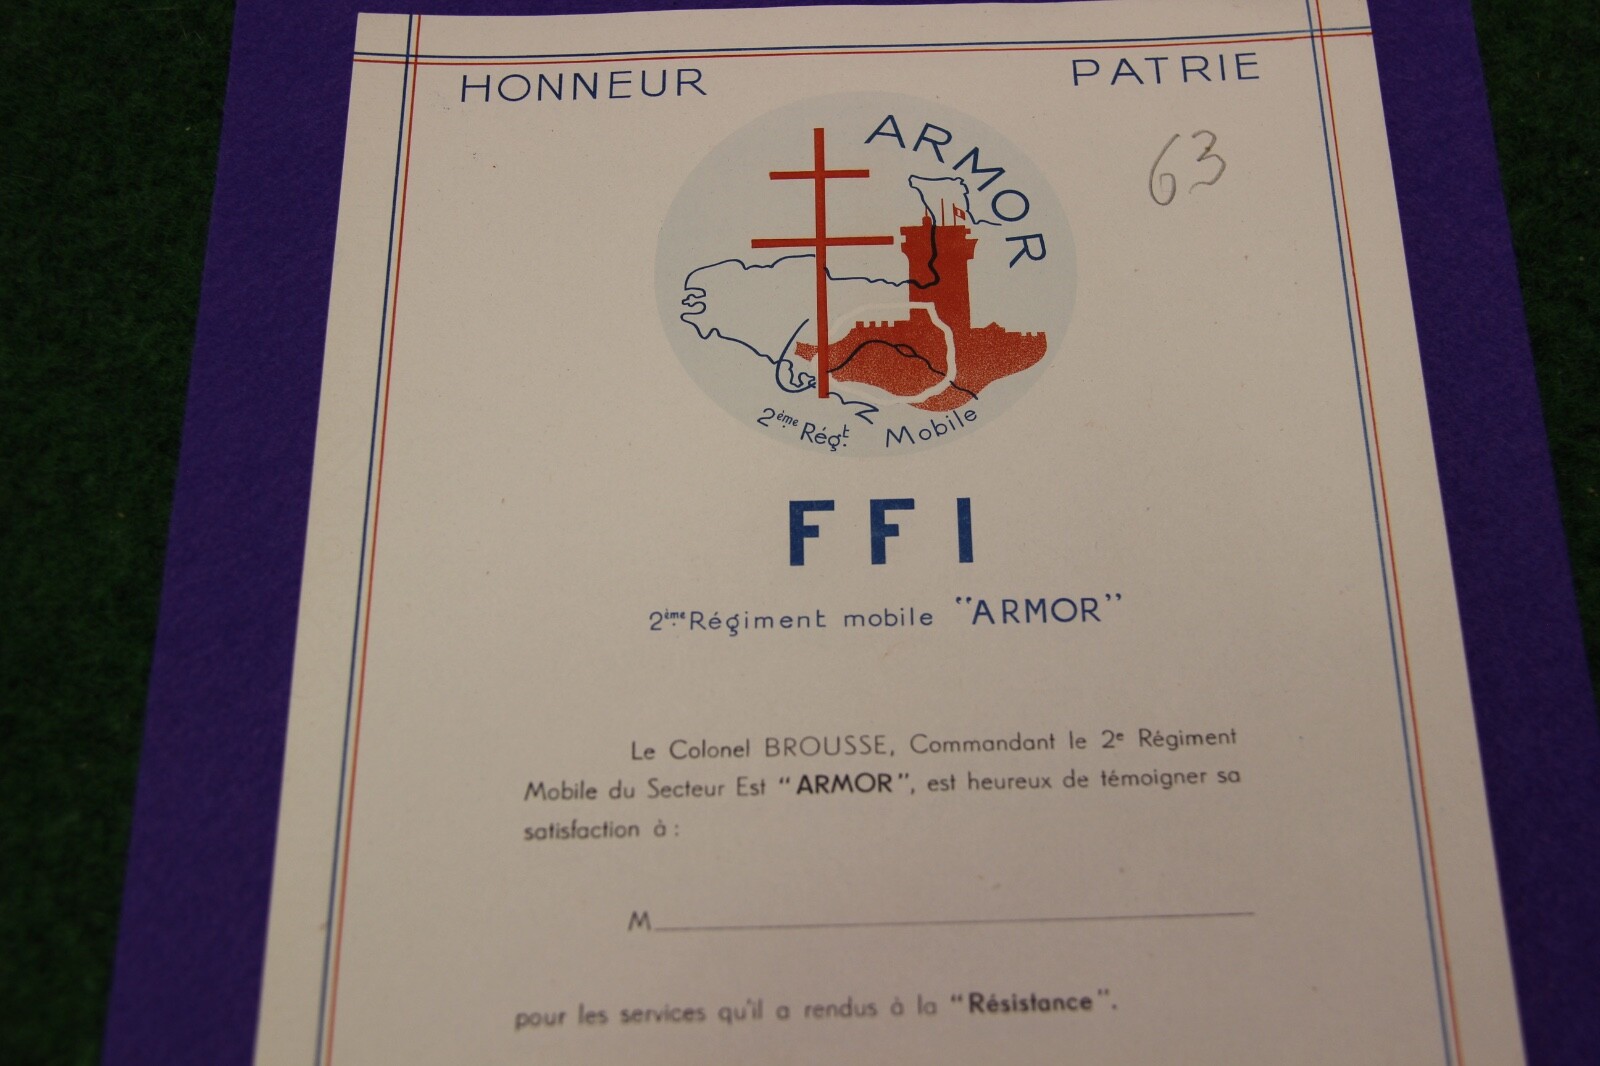 HONNEUR PATRIE
63
ARMOR
2ème Régt Mobile
FFI
2ème Régiment mobile "ARMOR"
Le Colonel BROUSSE, Commandant le 2e Régiment
Mobile du Secteur Est "ARMOR", est heureux de témoigner sa
satisfaction à :
M
pour les services qu'il a rendus à la "Résistance".